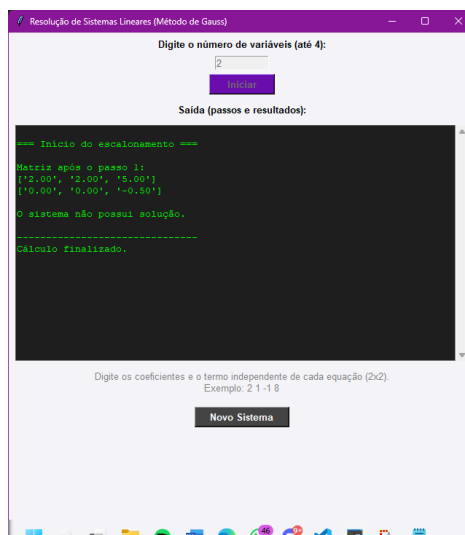 Resolução de Sistemas Lineares (Método de Gauss)
Digite o número de variáveis (até 4):
2
Iniciar
Saída (passos e resultados):
=== Início do escalonamento ===
Matriz após o passo 1:
['2.00', '2.00', '5.00']
['0.00', '0.00', '-0.50']
O sistema não possui solução.
------------------------------
Cálculo finalizado.
Digite os coeficientes e o termo independente de cada equação (2x2).
Exemplo: 2 1 -1 8
Novo Sistema
46 9+